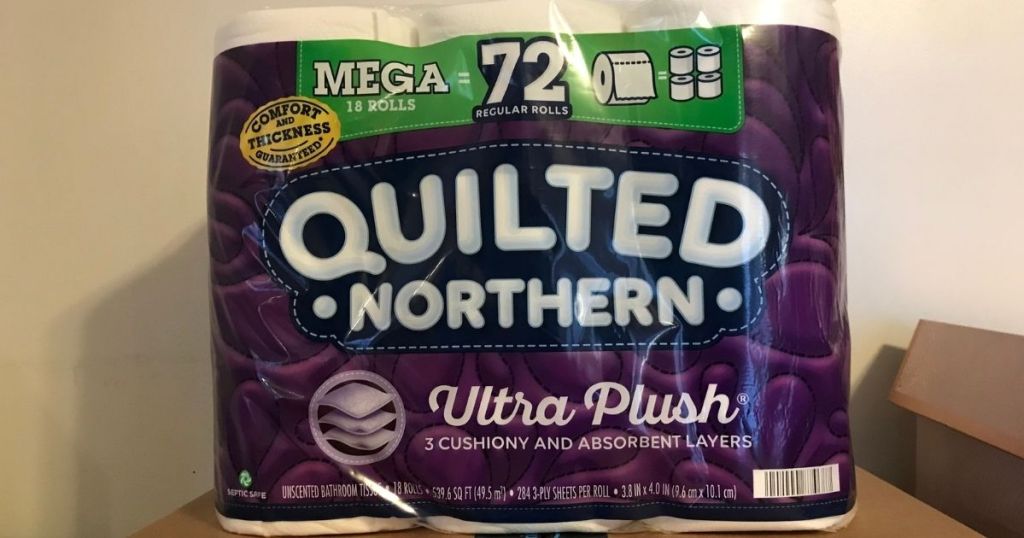 MEGA = 72 =
18 ROLLS
REGULAR ROLLS
COMFORT
AND
THICKNESS
GUARANTEED*
QUILTED
• NORTHERN •
Ultra Plush®
3 CUSHIONY AND ABSORBENT LAYERS
SEPTIC SAFE
UNSCENTED BATHROOM TISSUE • 18 ROLLS • 539.6 SQ FT (49.5 m²) • 284 3-PLY SHEETS PER ROLL • 3.8 IN x 4.0 IN (9.6 cm x 10.1 cm)